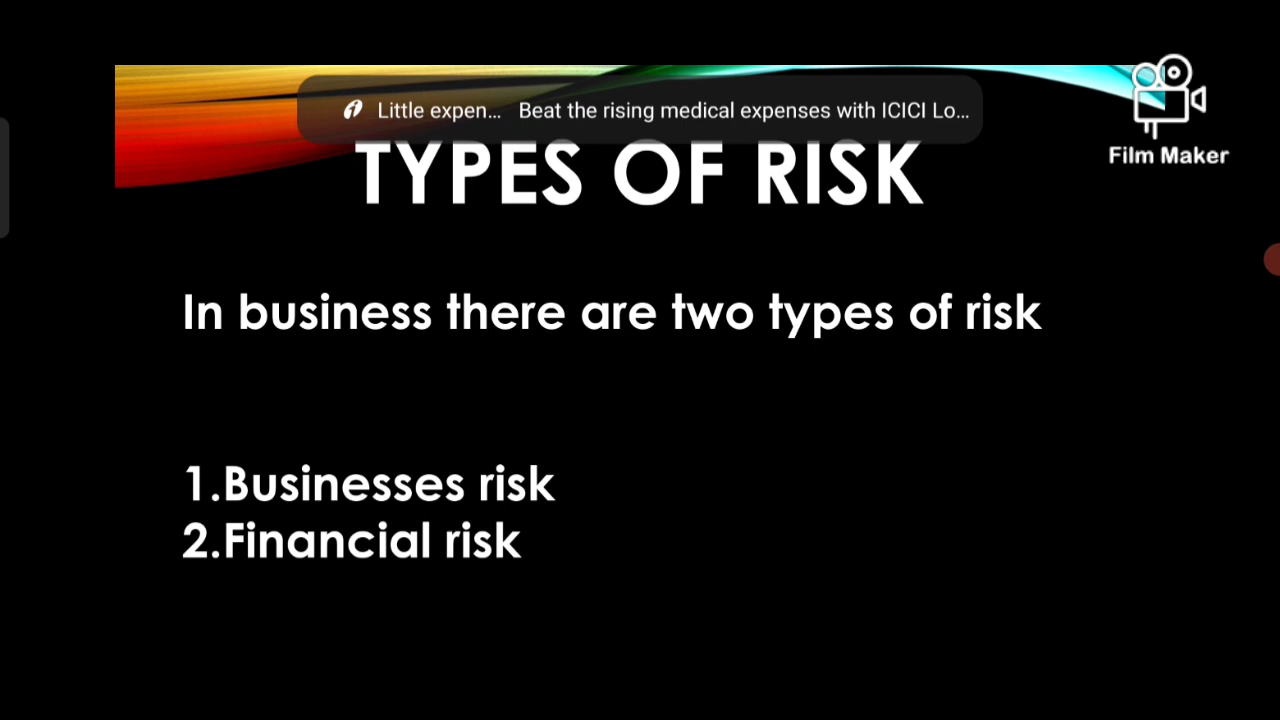 Little expen... Beat the rising medical expenses with ICICI Lo...
Film Maker
TYPES OF RISK
In business there are two types of risk
1.Businesses risk
2.Financial risk